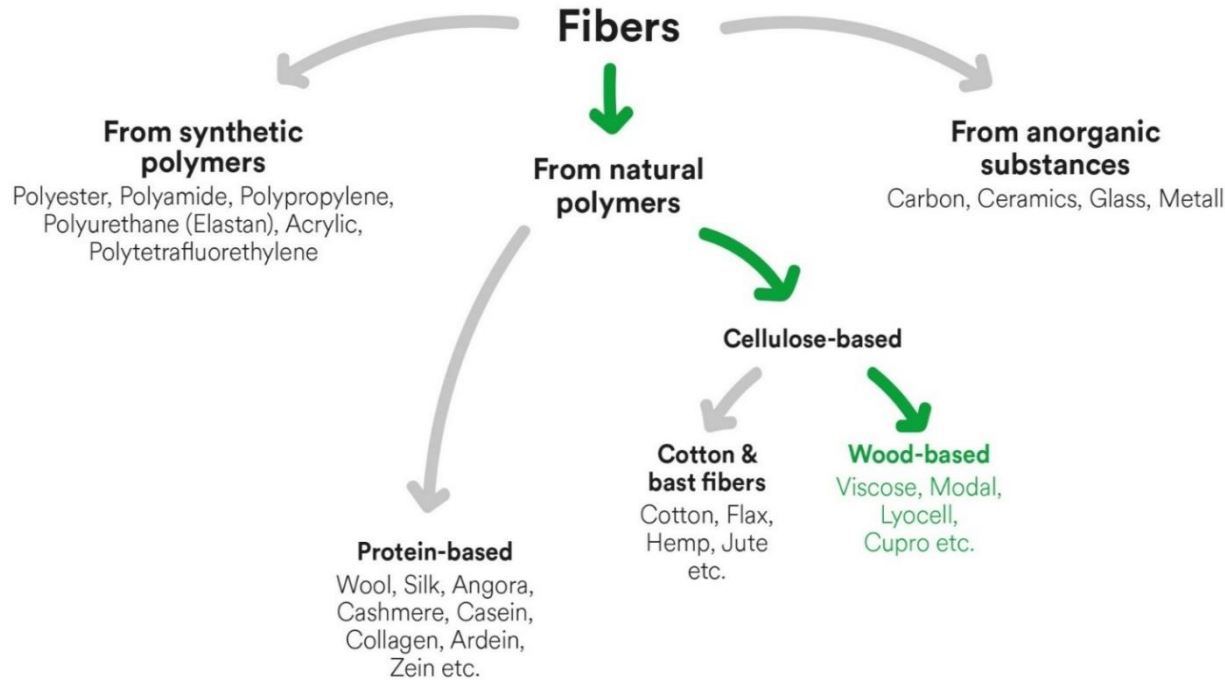 Fibers
From synthetic
polymers
Polyester, Polyamide, Polypropylene,
Polyurethane (Elastan), Acrylic,
Polytetrafluorethylene
From natural
polymers
From anorganic
substances
Carbon, Ceramics, Glass, Metall
Cellulose-based
Cotton &
bast fibers
Cotton, Flax,
Hemp, Jute
etc.
Wood-based
Viscose, Modal,
Lyocell,
Cupro etc.
Protein-based
Wool, Silk, Angora,
Cashmere, Casein,
Collagen, Ardein,
Zein etc.